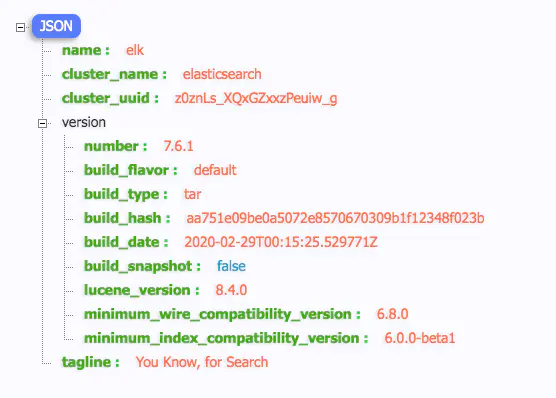 JSON
name : elk
cluster_name : elasticsearch
cluster_uuid : z0znLs_XQxGZxxzPeuiw_g
version
number : 7.6.1
build_flavor : default
build_type : tar
build_hash : aa751e09be0a5072e8570670309b1f12348f023b
build_date : 2020-02-29T00:15:25.529771Z
build_snapshot : false
lucene_version : 8.4.0
minimum_wire_compatibility_version : 6.8.0
minimum_index_compatibility_version : 6.0.0-beta1
tagline : You Know, for Search